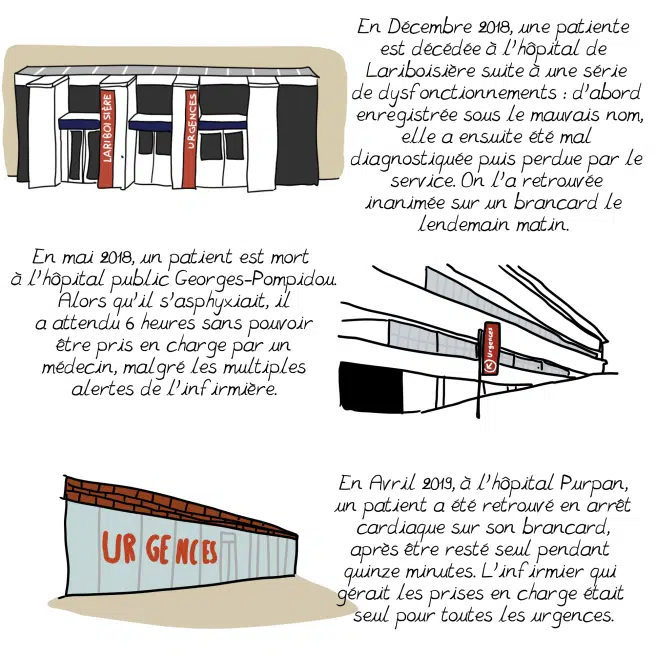 En Décembre 2018, une patiente
est décédée à l'hôpital de
Lariboisière suite à une série
de dysfonctionnements : d'abord
enregistrée sous le mauvais nom,
elle a ensuite été mal
diagnostiquée puis perdue par le
service. On l'a retrouvée
inanimée sur un brancard le
lendemain matin.
LARIBOISIÈRE
URGENCES
En mai 2018, un patient est mort
à l'hôpital public Georges-Pompidou.
Alors qu'il s'asphyxiait, il
a attendu 6 heures sans pouvoir
être pris en charge par un
médecin, malgré les multiples
alertes de l'infirmière.
Urgences
En Avril 2019, à l'hôpital Purpan,
un patient a été retrouvé en arrêt
cardiaque sur son brancard,
après être resté seul pendant
quinze minutes. L'infirmier qui
gérait les prises en charge était
seul pour toutes les urgences.
URGENCES